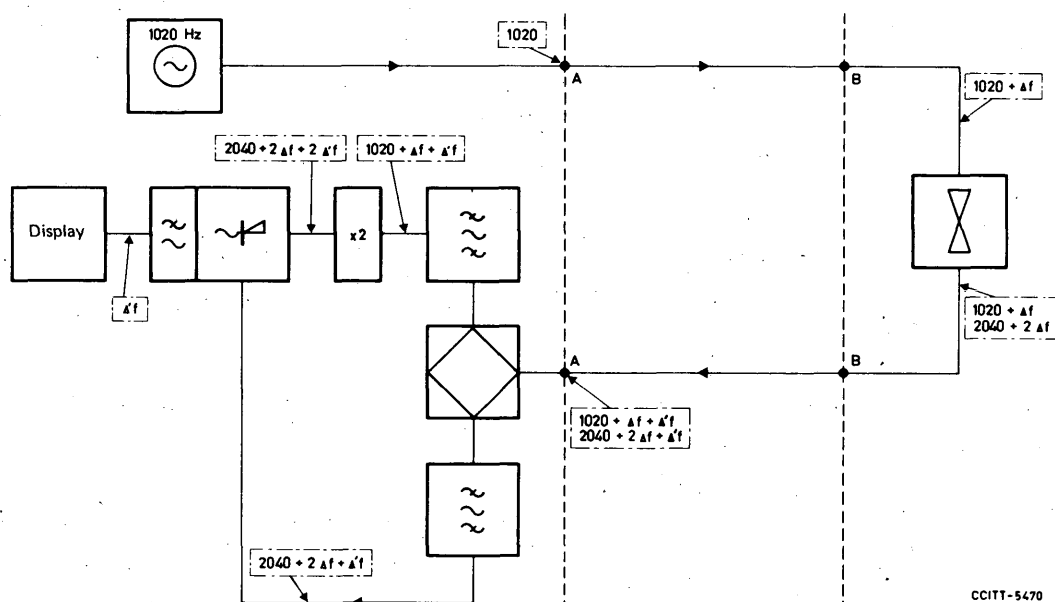 1020 Hz
1020
A
B
1020 + Δf
2040 + 2 Δf + 2 Δ'f
1020 + Δf + Δ'f
Display
x2
Δ'f
1020 + Δf
2040 + 2 Δf
A
B
1020 + Δf + Δ'f
2040 + 2 Δf + Δ'f
2040 + 2 Δf + Δ'f
CCITT-5470